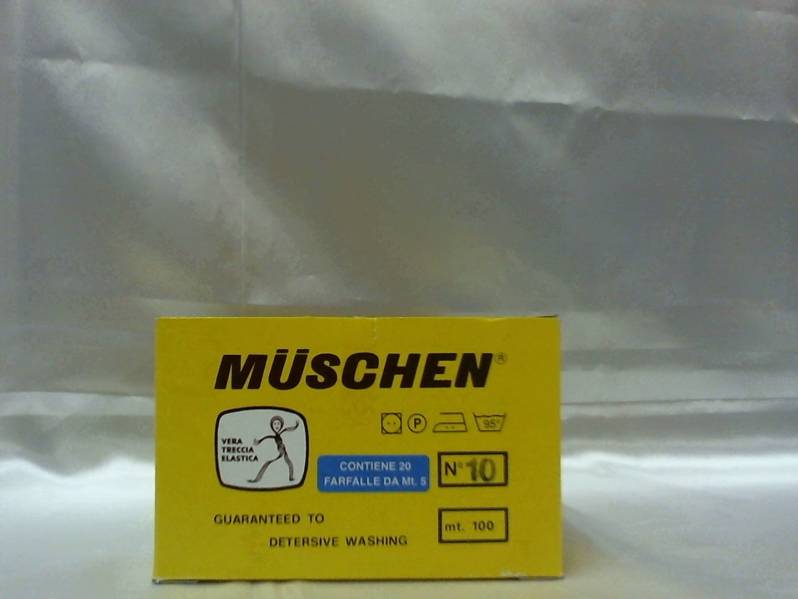 MÜSCHEN®
P
95°
VERA
TRECCIA
ELASTICA
CONTIENE 20
FARFALLE DA Mt. 5
N° 10
GUARANTEED TO
DETERSIVE WASHING
mt. 100